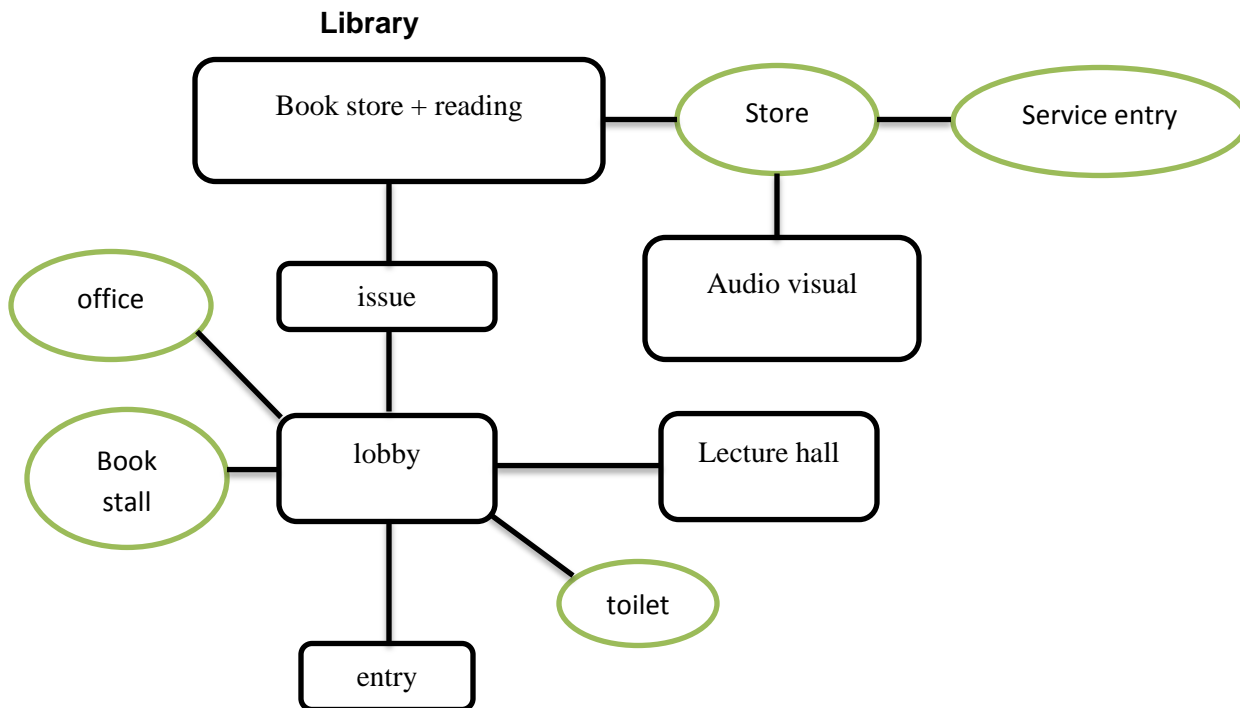 Library
Book store + reading
Store
Service entry
office
issue
Audio visual
Book
stall
lobby
Lecture hall
toilet
entry